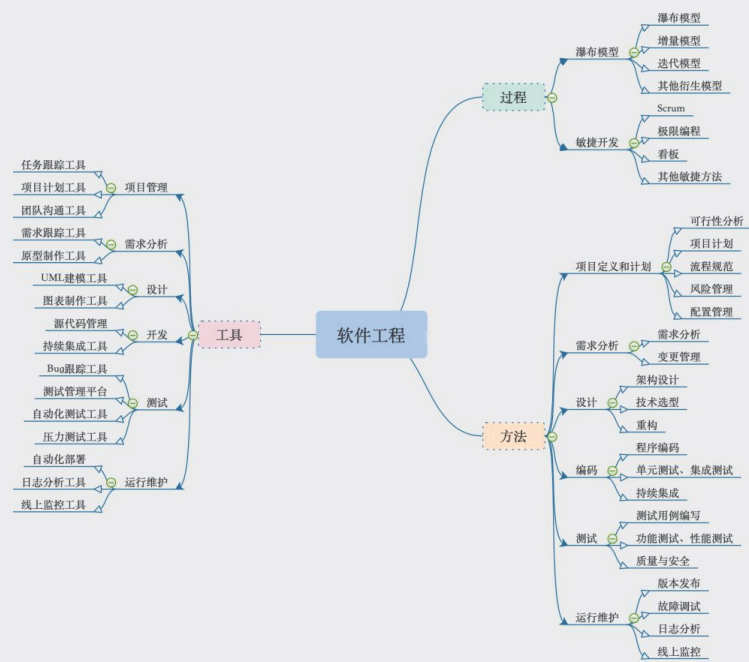 软件工程
过程
瀑布模型
瀑布模型
增量模型
迭代模型
其他衍生模型
敏捷开发
Scrum
极限编程
看板
其他敏捷方法
方法
项目定义和计划
可行性分析
项目计划
流程规范
风险管理
配置管理
需求分析
需求分析
变更管理
设计
架构设计
技术选型
重构
编码
程序编码
单元测试、集成测试
持续集成
测试
测试用例编写
功能测试、性能测试
质量与安全
运行维护
版本发布
故障调试
日志分析
线上监控
工具
项目管理
任务跟踪工具
项目计划工具
团队沟通工具
需求分析
需求跟踪工具
原型制作工具
设计
UML建模工具
图表制作工具
开发
源代码管理
持续集成工具
测试
Bug跟踪工具
测试管理平台
自动化测试工具
压力测试工具
运行维护
自动化部署
日志分析工具
线上监控工具